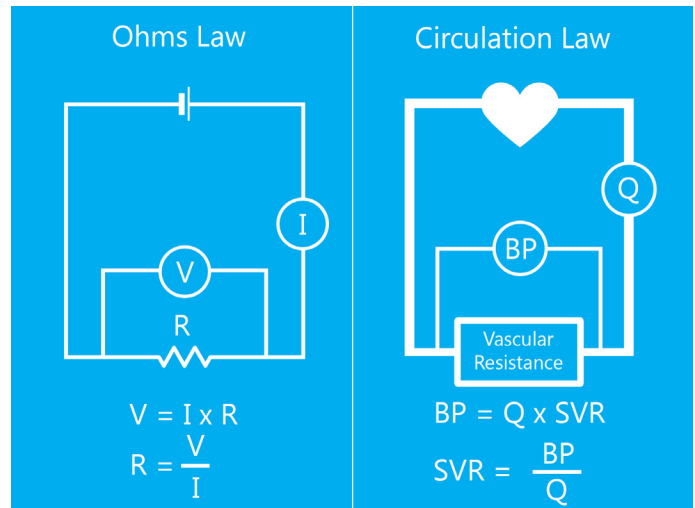 Ohms Law
I
V
R
V = I x R
R = V
I
Circulation Law
Q
BP
Vascular
Resistance
BP = Q x SVR
SVR = BP
Q